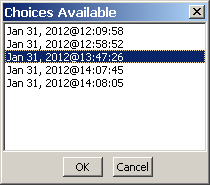 Choices Available
Jan 31, 2012@12:09:58
Jan 31, 2012@12:58:52
Jan 31, 2012@13:47:26
Jan 31, 2012@14:07:45
Jan 31, 2012@14:08:05
OK Cancel